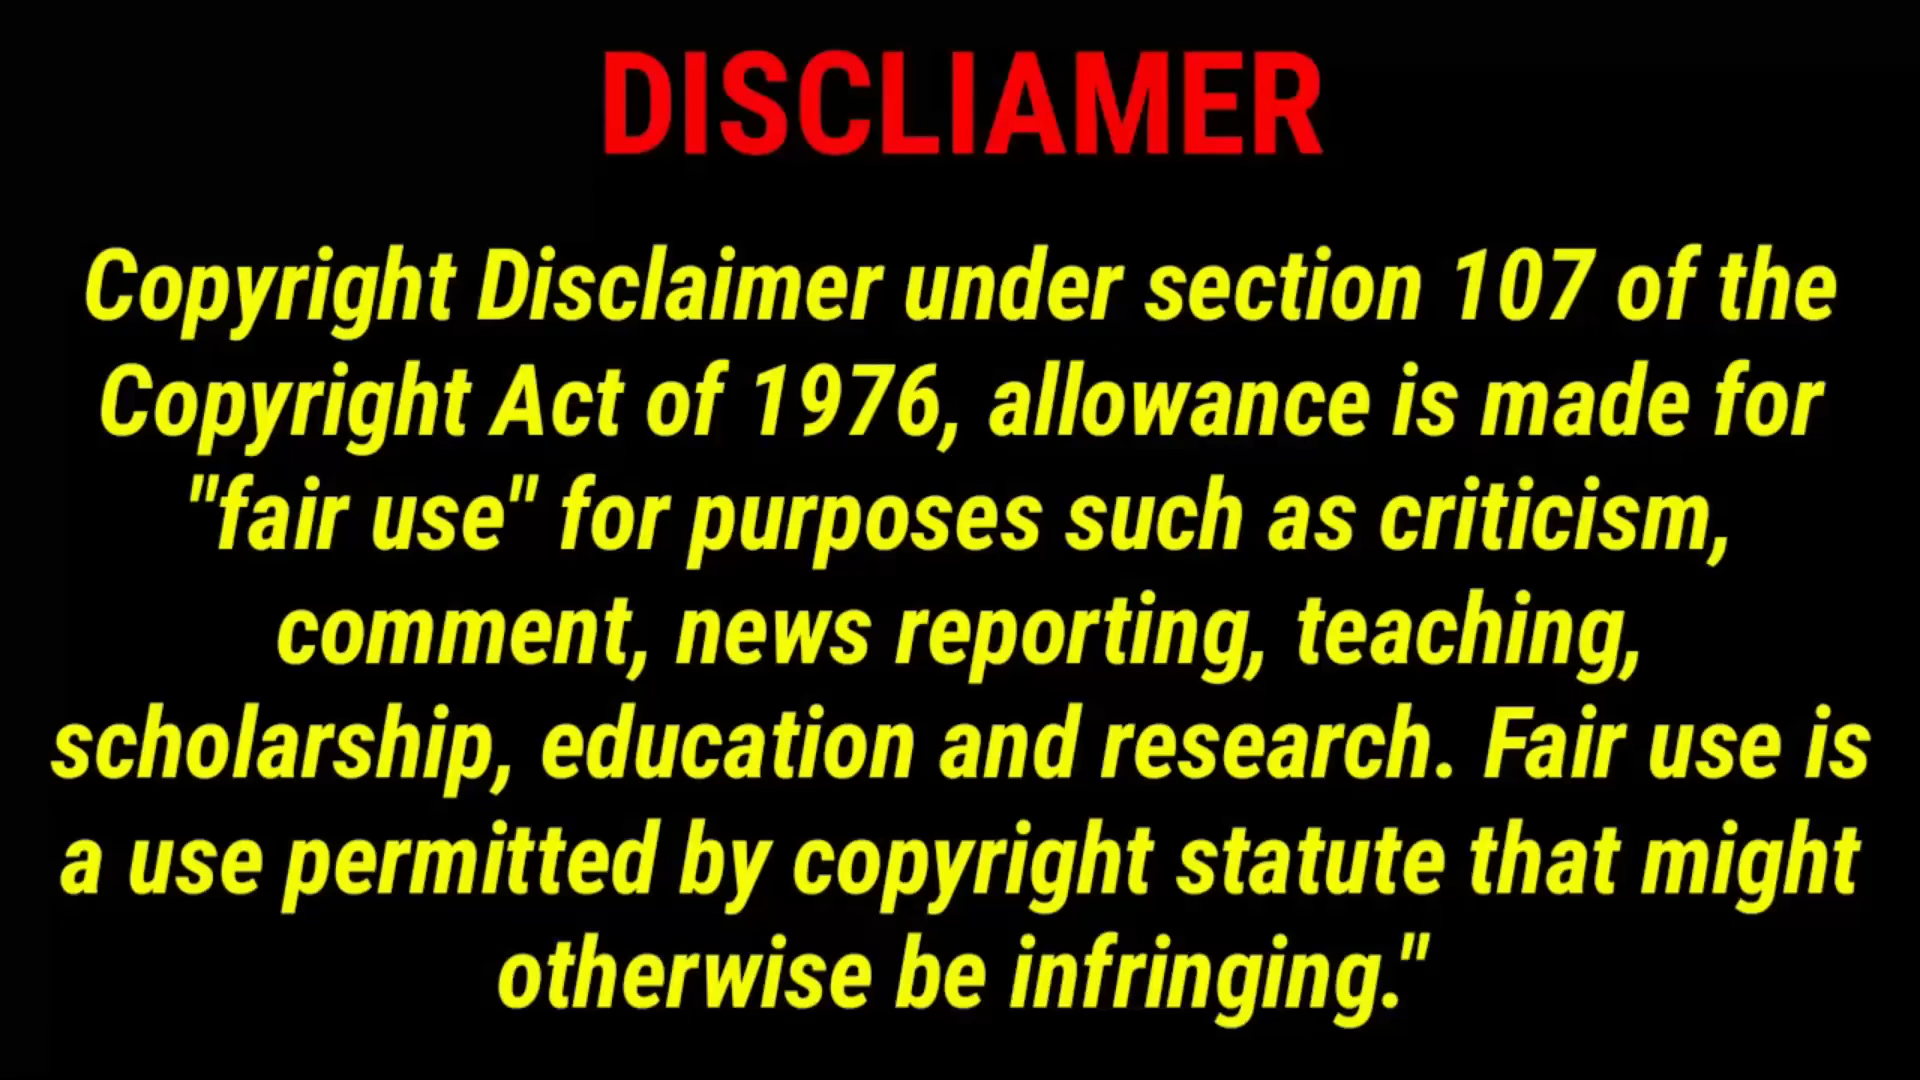 DISCLIAMER
Copyright Disclaimer under section 107 of the
Copyright Act of 1976, allowance is made for
"fair use" for purposes such as criticism,
comment, news reporting, teaching,
scholarship, education and research. Fair use is
a use permitted by copyright statute that might
otherwise be infringing."